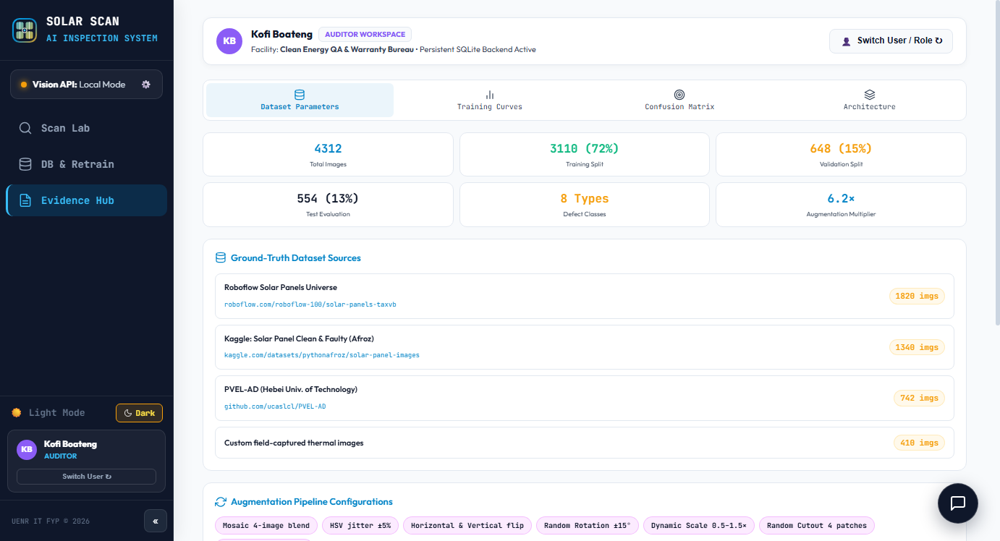 SOLAR SCAN
AI INSPECTION SYSTEM
Vision API: Local Mode
Scan Lab
DB & Retrain
Evidence Hub
Light Mode
Dark
KB
Kofi Boateng
AUDITOR
Switch User ↻
UENR IT FYP © 2026
«
KB
Kofi Boateng
AUDITOR WORKSPACE
Facility: Clean Energy QA & Warranty Bureau • Persistent SQLite Backend Active
Switch User / Role ↻
Dataset Parameters
Training Curves
Confusion Matrix
Architecture
4312
Total Images
3110 (72%)
Training Split
648 (15%)
Validation Split
554 (13%)
Test Evaluation
8 Types
Defect Classes
6.2×
Augmentation Multiplier
Ground-Truth Dataset Sources
Roboflow Solar Panels Universe
roboflow.com/roboflow-100/solar-panels-taxvb
1820 imgs
Kaggle: Solar Panel Clean & Faulty (Afroz)
kaggle.com/datasets/pythonafroz/solar-panel-images
1340 imgs
PVEL-AD (Hebei Univ. of Technology)
github.com/ucaslcl/PVEL-AD
742 imgs
Custom field-captured thermal images
410 imgs
Augmentation Pipeline Configurations
Mosaic 4-image blend
HSV jitter ±5%
Horizontal & Vertical flip
Random Rotation ±15°
Dynamic Scale 0.5–1.5×
Random Cutout 4 patches